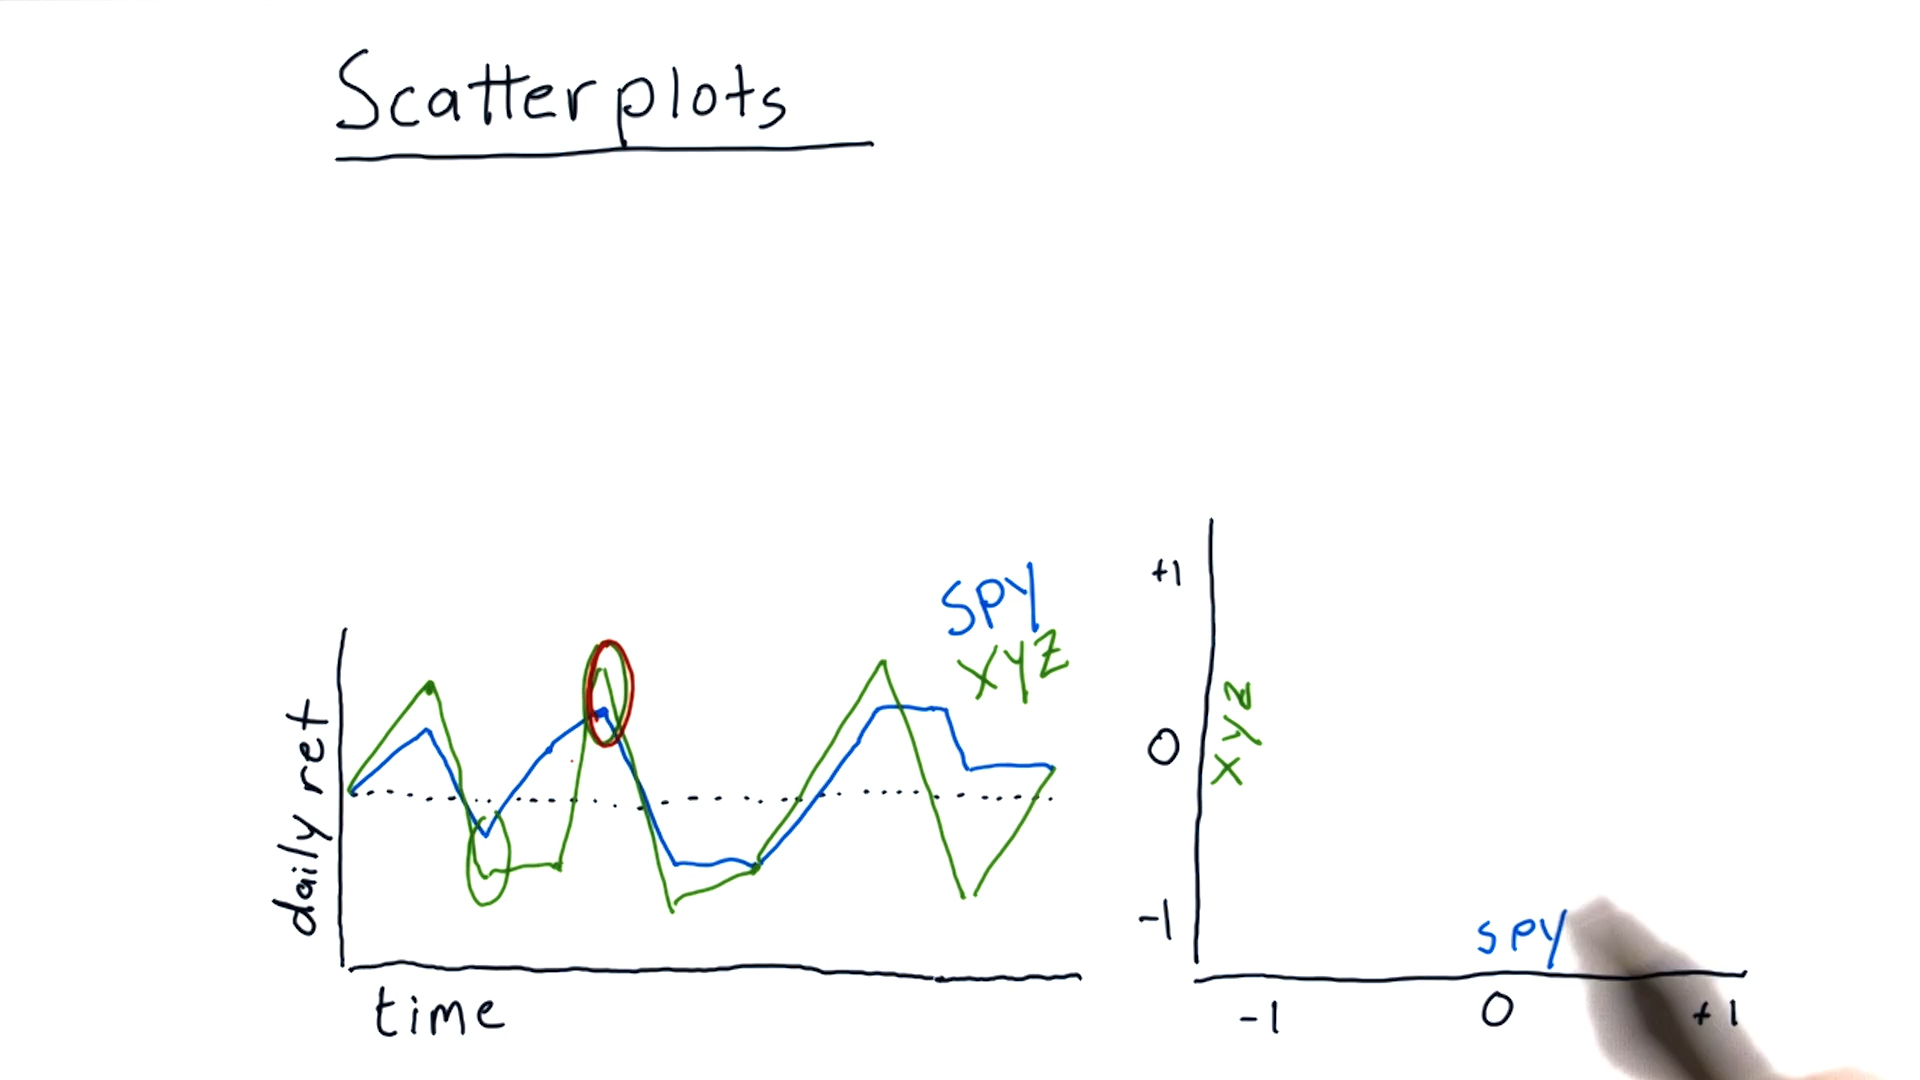 Scatterplots
SPY
XYZ
daily ret
time
+1
0
-1
XYZ
SPY
-1 0 +1